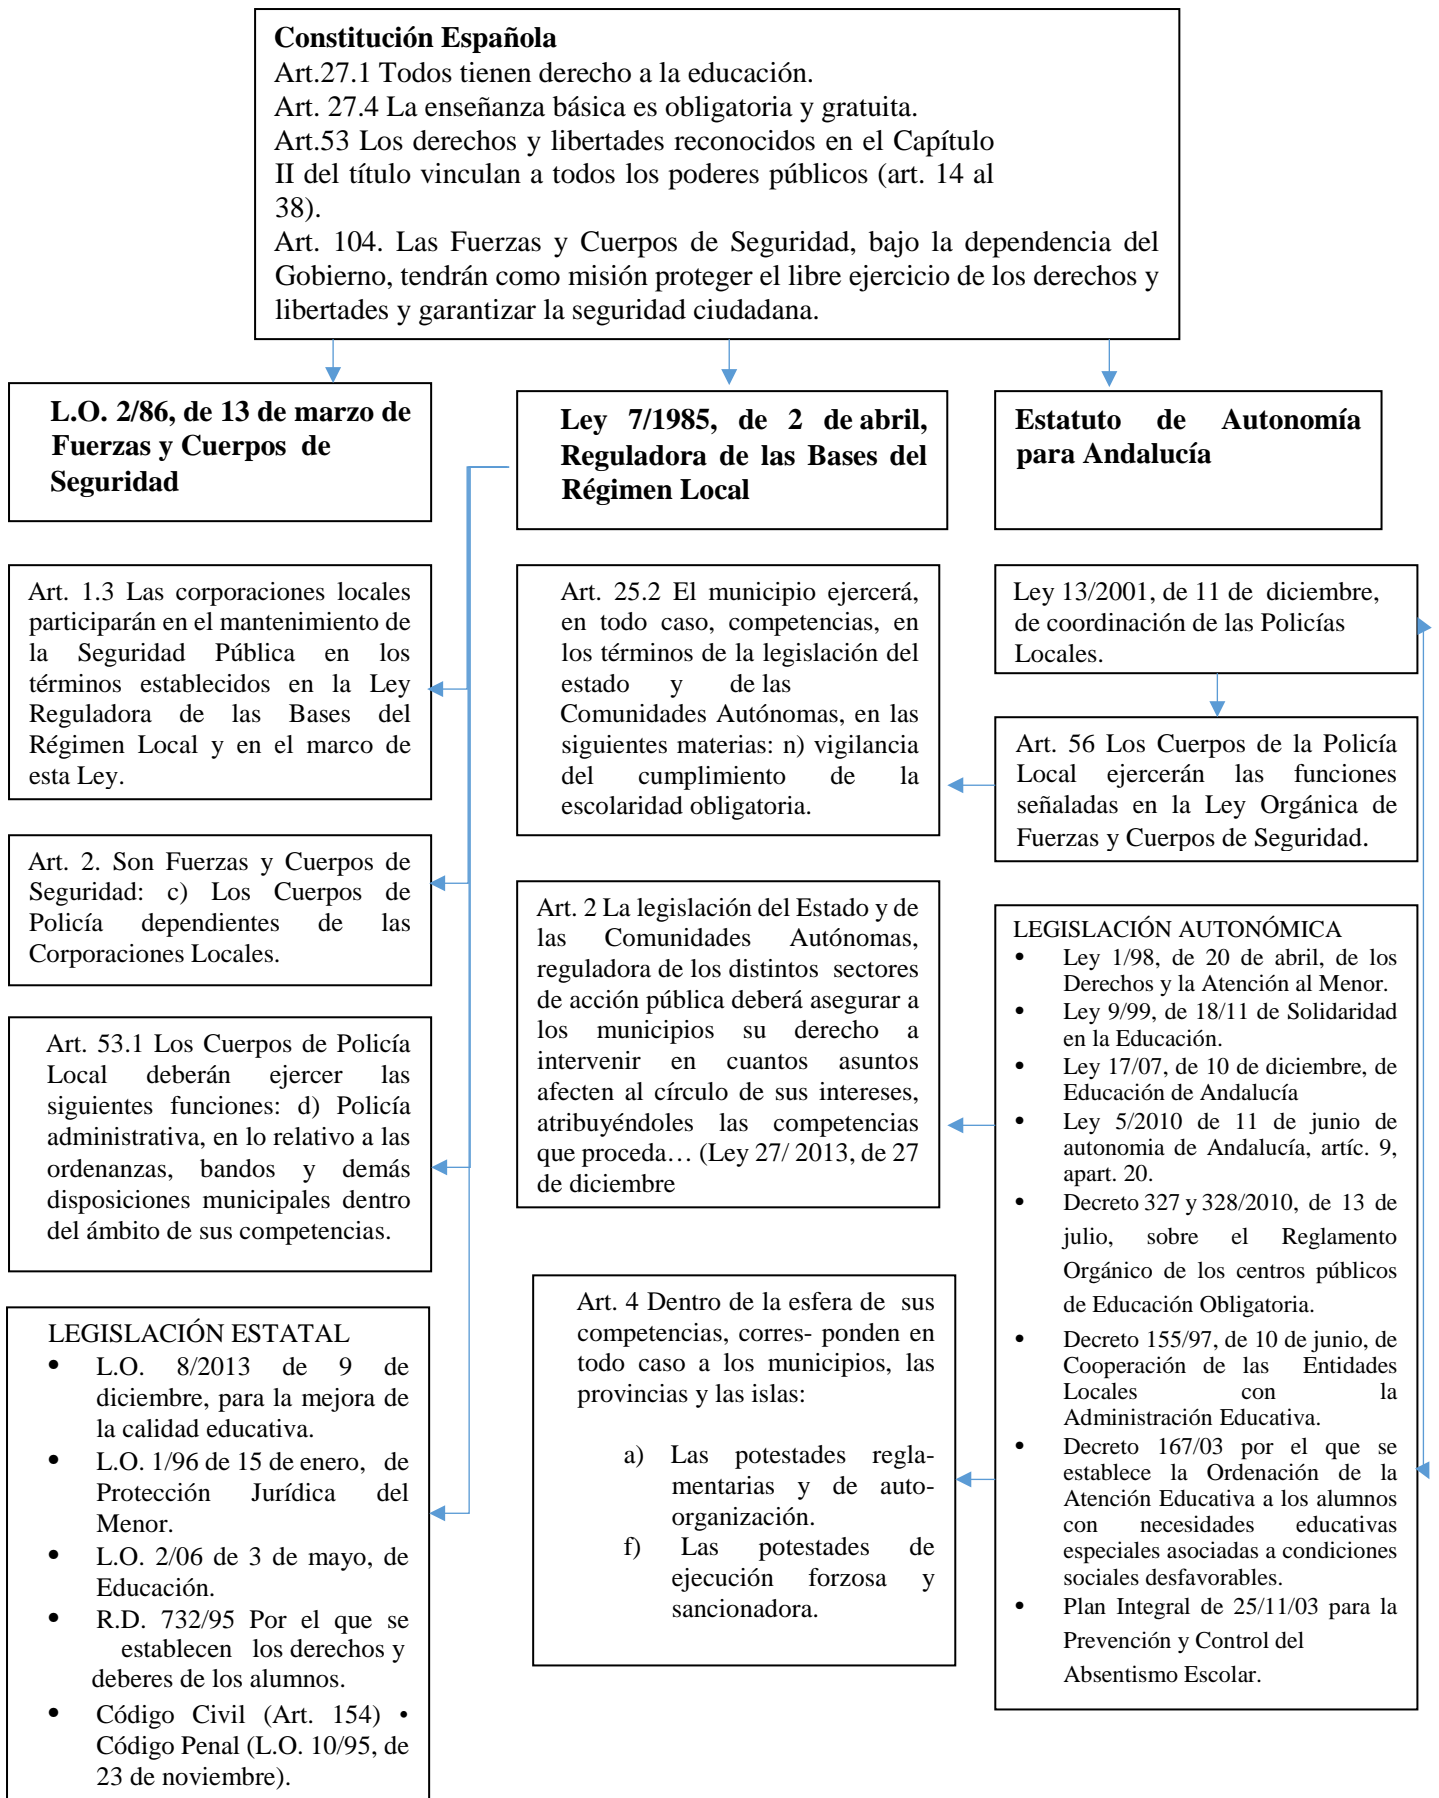 Constitución Española
Art.27.1 Todos tienen derecho a la educación.
Art. 27.4 La enseñanza básica es obligatoria y gratuita.
Art.53 Los derechos y libertades reconocidos en el Capítulo
II del título vinculan a todos los poderes públicos (art. 14 al
38).
Art. 104. Las Fuerzas y Cuerpos de Seguridad, bajo la dependencia del
Gobierno, tendrán como misión proteger el libre ejercicio de los derechos y
libertades y garantizar la seguridad ciudadana.
L.O. 2/86, de 13 de marzo de
Fuerzas y Cuerpos de
Seguridad
Art. 1.3 Las corporaciones locales
participarán en el mantenimiento de
la Seguridad Pública en los
términos establecidos en la Ley
Reguladora de las Bases del
Régimen Local y en el marco de
esta Ley.
Art. 2. Son Fuerzas y Cuerpos de
Seguridad: c) Los Cuerpos de
Policía dependientes de las
Corporaciones Locales.
Art. 53.1 Los Cuerpos de Policía
Local deberán ejercer las
siguientes funciones: d) Policía
administrativa, en lo relativo a las
ordenanzas, bandos y demás
disposiciones municipales dentro
del ámbito de sus competencias.
LEGISLACIÓN ESTATAL
• L.O. 8/2013 de 9 de
diciembre, para la mejora de
la calidad educativa.
• L.O. 1/96 de 15 de enero, de
Protección Jurídica del
Menor.
• L.O. 2/06 de 3 de mayo, de
Educación.
• R.D. 732/95 Por el que se
establecen los derechos y
deberes de los alumnos.
• Código Civil (Art. 154) •
Código Penal (L.O. 10/95, de
23 de noviembre).
Ley 7/1985, de 2 de abril,
Reguladora de las Bases del
Régimen Local
Art. 25.2 El municipio ejercerá,
en todo caso, competencias, en
los términos de la legislación del
estado y de las
Comunidades Autónomas, en las
siguientes materias: n) vigilancia
del cumplimiento de la
escolaridad obligatoria.
Art. 2 La legislación del Estado y de
las Comunidades Autónomas,
reguladora de los distintos sectores
de acción pública deberá asegurar a
los municipios su derecho a
intervenir en cuantos asuntos
afecten al círculo de sus intereses,
atribuyéndoles las competencias
que proceda… (Ley 27/ 2013, de 27
de diciembre
Art. 4 Dentro de la esfera de sus
competencias, corres- ponden en
todo caso a los municipios, las
provincias y las islas:
a) Las potestades regla-
mentarias y de auto-
organización.
f) Las potestades de
ejecución forzosa y
sancionadora.
Estatuto de Autonomía
para Andalucía
Ley 13/2001, de 11 de diciembre,
de coordinación de las Policías
Locales.
Art. 56 Los Cuerpos de la Policía
Local ejercerán las funciones
señaladas en la Ley Orgánica de
Fuerzas y Cuerpos de Seguridad.
LEGISLACIÓN AUTONÓMICA
• Ley 1/98, de 20 de abril, de los
Derechos y la Atención al Menor.
• Ley 9/99, de 18/11 de Solidaridad
en la Educación.
• Ley 17/07, de 10 de diciembre, de
Educación de Andalucía
• Ley 5/2010 de 11 de junio de
autonomia de Andalucía, artíc. 9,
apart. 20.
• Decreto 327 y 328/2010, de 13 de
julio, sobre el Reglamento
Orgánico de los centros públicos
de Educación Obligatoria.
• Decreto 155/97, de 10 de junio, de
Cooperación de las Entidades
Locales con la
Administración Educativa.
• Decreto 167/03 por el que se
establece la Ordenación de la
Atención Educativa a los alumnos
con necesidades educativas
especiales asociadas a condiciones
sociales desfavorables.
• Plan Integral de 25/11/03 para la
Prevención y Control del
Absentismo Escolar.